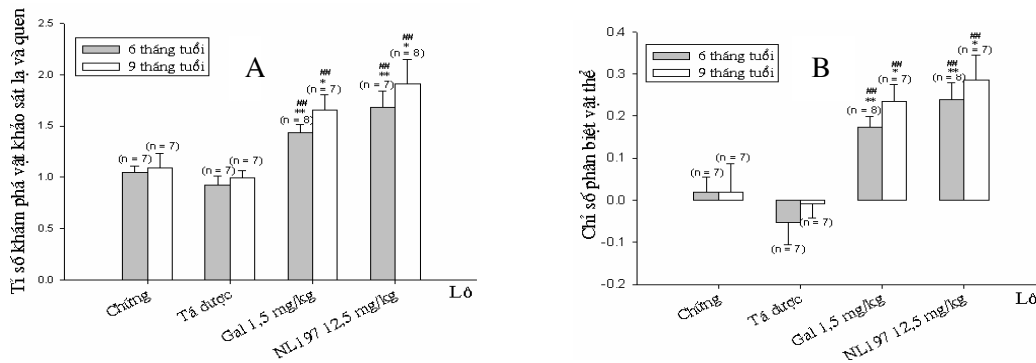 Tỉ số khám phá vật khảo sát lạ và quen
2.5
2.0
1.5
1.0
0.5
0.0
6 tháng tuổi
9 tháng tuổi
A
(n = 7)
(n = 7)
(n = 7)
(n = 7)
##
**
(n = 8)
##
*
(n = 7)
##
**
(n = 7)
##
*
(n = 8)
Chứng
Tá dược
Gal 1,5 mg/kg
NL197 12,5 mg/kg
Lô
Chỉ số phân biệt vật thể
0.4
0.3
0.2
0.1
0.0
-0.1
-0.2
6 tháng tuổi
9 tháng tuổi
B
(n = 7)
(n = 7)
(n = 7)
(n = 7)
##
**
(n = 8)
##
*
(n = 7)
##
**
(n = 8)
##
*
(n = 7)
Chứng
Tá dược
Gal 1,5 mg/kg
NL197 12,5 mg/kg
Lô